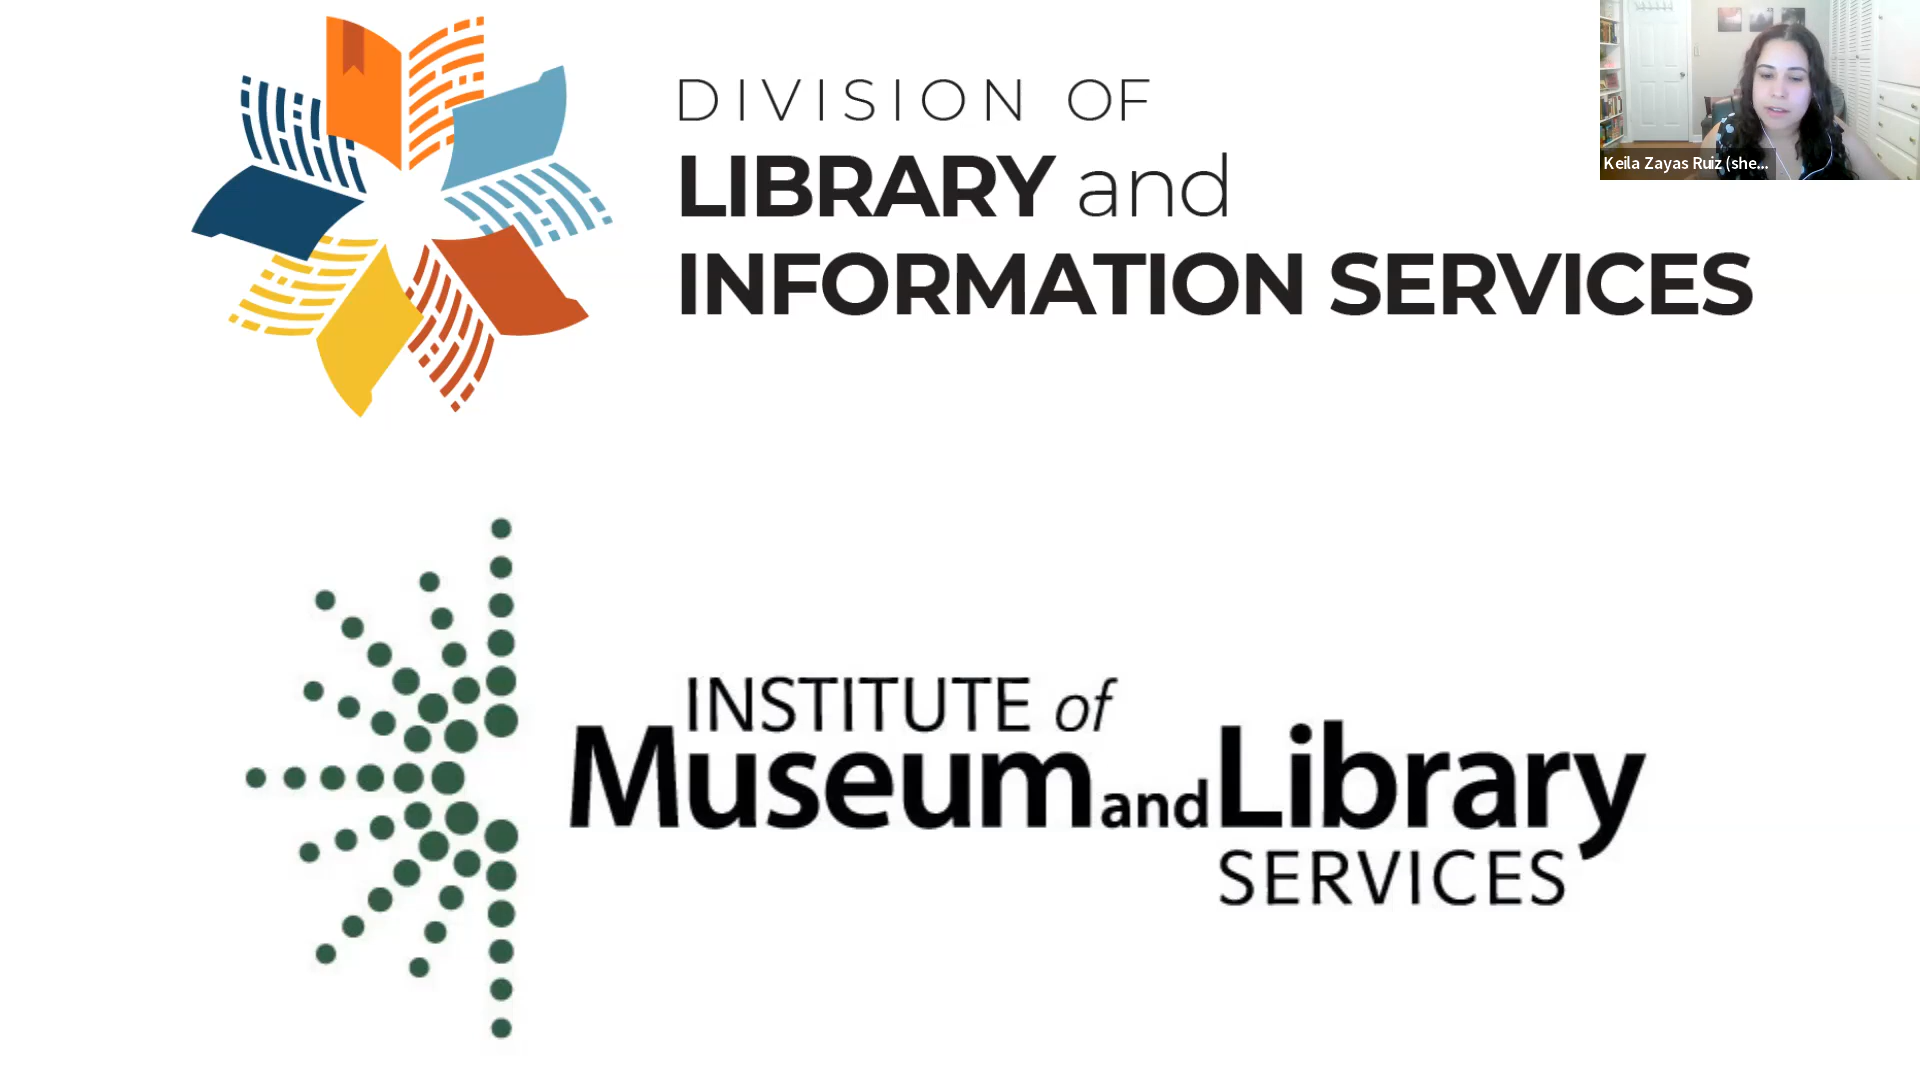 DIVISION OF
LIBRARY and
INFORMATION SERVICES
Keila Zayas Ruiz (she...
INSTITUTE of
Museum and Library
SERVICES